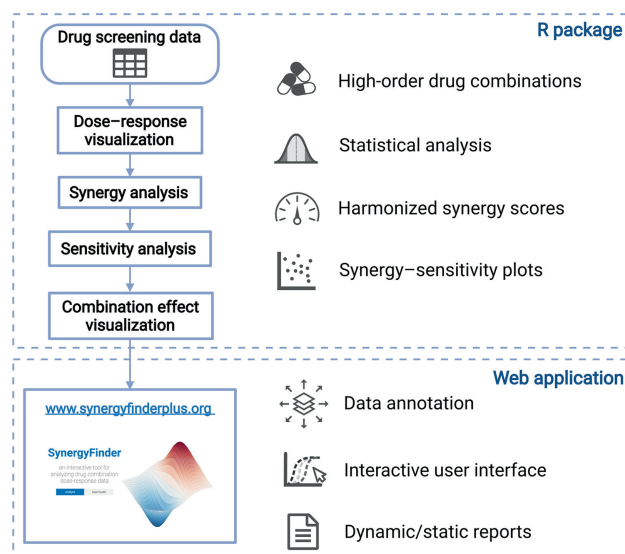 Drug screening data
R package
Dose–response
visualization
Synergy analysis
Sensitivity analysis
Combination effect
visualization
High-order drug combinations
Statistical analysis
Harmonized synergy scores
Synergy–sensitivity plots
Web application
www.synergyfinderplus.org
SynergyFinder
an interactive tool for
analyzing drug combination
dose-response data
Data annotation
Interactive user interface
Dynamic/static reports